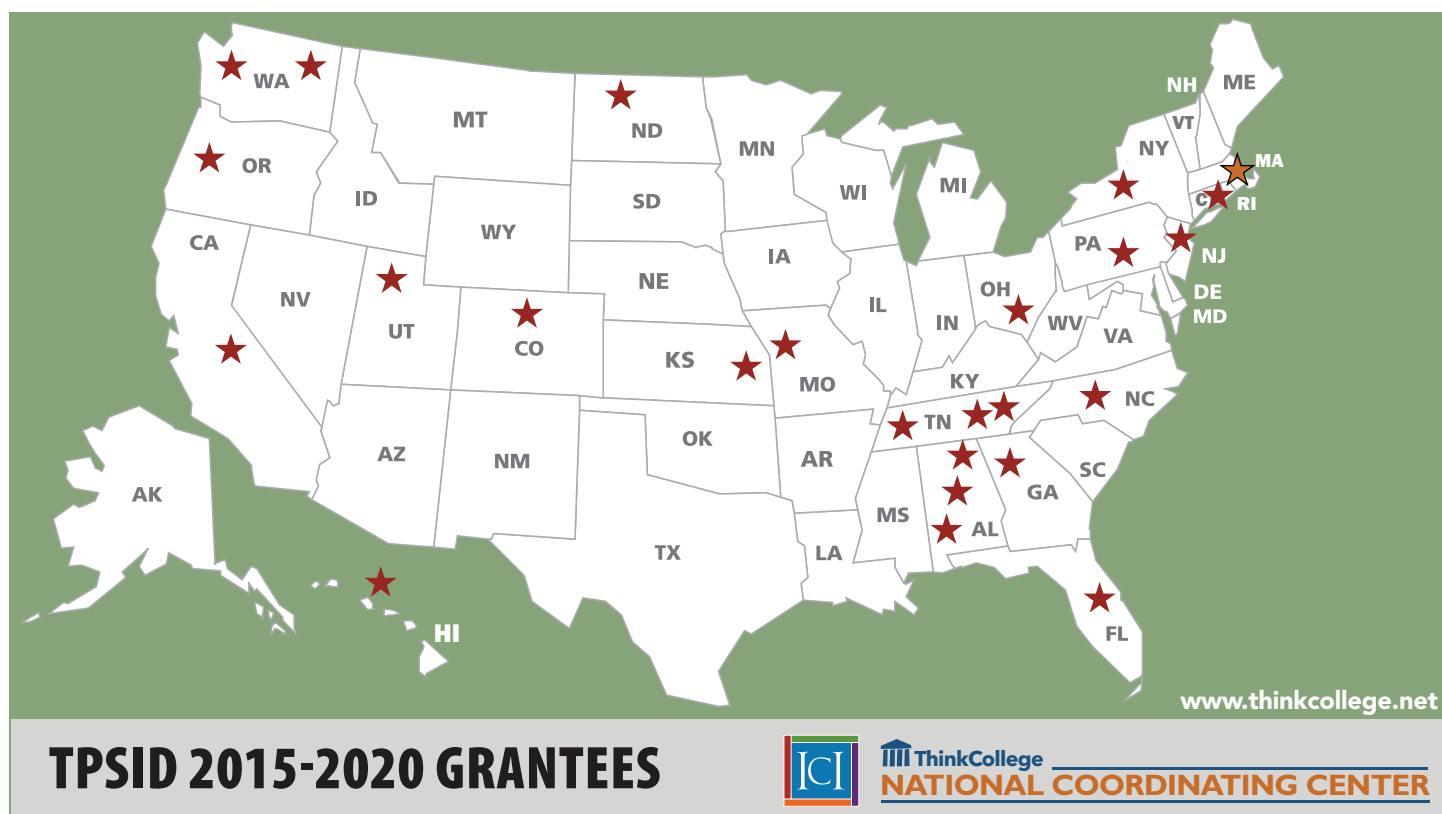 ME
NH
WA
VT
MT
ND
NY
MN
MA
OR
MI
WI
ID
SD
C
RI
WY
CA
PA
IA
NJ
NE
OH
DE
NV
IL
MD
IN
WV
UT
VA
CO
KS
KY
MO
NC
TN
OK
AZ
AR
NM
SC
GA
AK
MS
AL
TX
LA
HI
FL
www.thinkcollege.net
TPSID 2015-2020 GRANTEES
ICI
ThinkCollege
NATIONAL COORDINATING CENTER